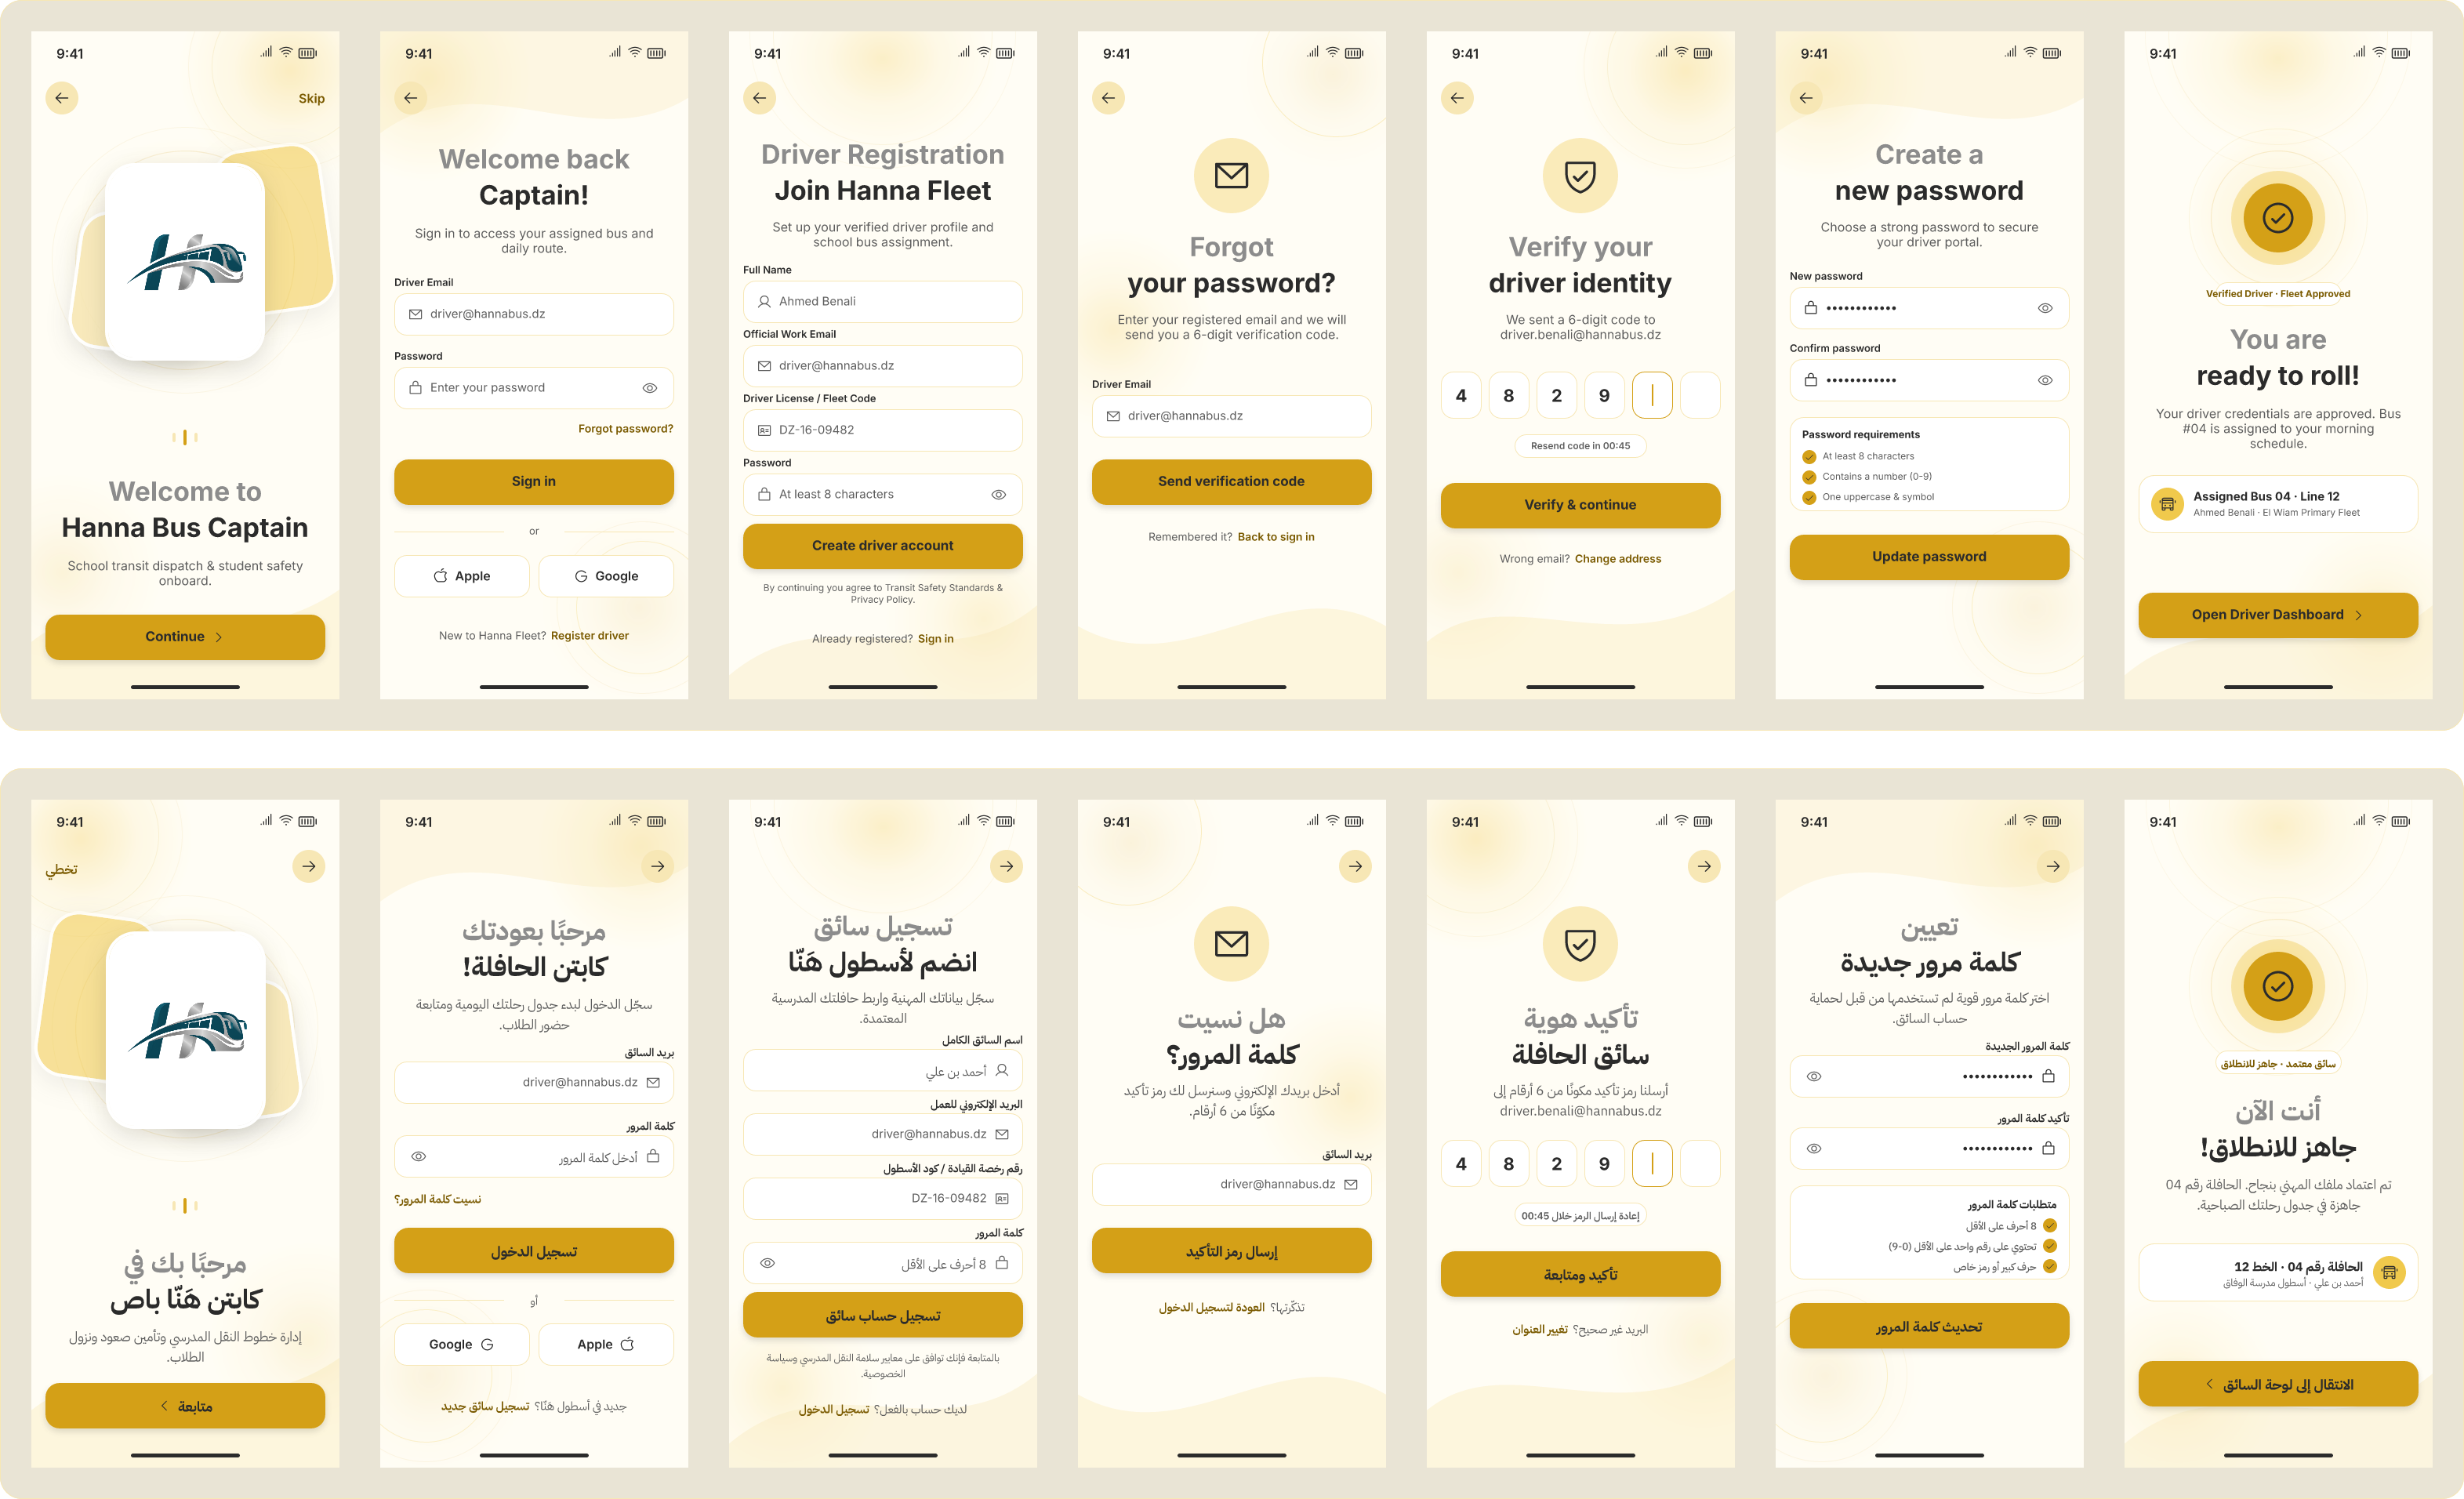 9:41
Skip
Welcome to
Hanna Bus Captain
School transit dispatch & student safety
onboard.
Continue
9:41
Welcome back
Captain!
Sign in to access your assigned bus and
daily route.
Driver Email
driver@hannabus.dz
Password
Enter your password
Forgot password?
Sign in
or
Apple
Google
New to Hanna Fleet? Register driver
9:41
Driver Registration
Join Hanna Fleet
Set up your verified driver profile and
school bus assignment.
Full Name
Ahmed Benali
Official Work Email
driver@hannabus.dz
Driver License / Fleet Code
DZ-16-09482
Password
At least 8 characters
Create driver account
By continuing you agree to Transit Safety Standards &
Privacy Policy.
Already registered? Sign in
9:41
Forgot
your password?
Enter your registered email and we will
send you a 6-digit verification code.
Driver Email
driver@hannabus.dz
Send verification code
Remembered it? Back to sign in
9:41
Verify your
driver identity
We sent a 6-digit code to
driver.benali@hannabus.dz
4 8 2 9
Resend code in 00:45
Verify & continue
Wrong email? Change address
9:41
Create a
new password
Choose a strong password to secure
your driver portal.
New password
••••••••••••
Confirm password
••••••••••••
Password requirements
At least 8 characters
Contains a number (0-9)
One uppercase & symbol
Update password
9:41
Verified Driver · Fleet Approved
You are
ready to roll!
Your driver credentials are approved. Bus
#04 is assigned to your morning
schedule.
Assigned Bus 04 · Line 12
Ahmed Benali · El Wiam Primary Fleet
Open Driver Dashboard
9:41
تخطي
مرحبًا بك في
كابتن هَنّا باص
إدارة خطوط النقل المدرسي وتأمين صعود ونزول
الطلاب.
متابعة
9:41
مرحبًا بعودتك
كابتن الحافلة!
سجّل الدخول لبدء جدول رحلتك اليومية ومتابعة
حضور الطلاب.
بريد السائق
driver@hannabus.dz
كلمة المرور
أدخل كلمة المرور
نسيت كلمة المرور؟
تسجيل الدخول
أو
Apple
Google
جديد في أسطول هَنّا؟ تسجيل سائق جديد
9:41
تسجيل سائق
انضم لأسطول هَنّا
سجّل بياناتك المهنية واربط حافلتك المدرسية
المعتمدة.
اسم السائق الكامل
أحمد بن علي
البريد الإلكتروني للعمل
driver@hannabus.dz
رقم رخصة القيادة / كود الأسطول
DZ-16-09482
كلمة المرور
8 أحرف على الأقل
تسجيل حساب سائق
بالمتابعة فإنك توافق على معايير سلامة النقل المدرسي وسياسة
الخصوصية.
لديك حساب بالفعل؟ تسجيل الدخول
9:41
هل نسيت
كلمة المرور؟
أدخل بريدك الإلكتروني وسنرسل لك رمز تأكيد
مكوّنًا من 6 أرقام.
بريد السائق
driver@hannabus.dz
إرسال رمز التأكيد
تذكّرتها؟ العودة لتسجيل الدخول
9:41
تأكيد هوية
سائق الحافلة
أرسلنا رمز تأكيد مكونًا من 6 أرقام إلى
driver.benali@hannabus.dz
4 8 2 9
إعادة إرسال الرمز خلال 00:45
تأكيد ومتابعة
البريد غير صحيح؟ تغيير العنوان
9:41
تعيين
كلمة مرور جديدة
اختر كلمة مرور قوية لم تستخدمها من قبل لحماية
حساب السائق.
كلمة المرور الجديدة
••••••••••••
تأكيد كلمة المرور
••••••••••••
متطلبات كلمة المرور
8 أحرف على الأقل
تحتوي على رقم واحد على الأقل (0-9)
حرف كبير أو رمز خاص
تحديث كلمة المرور
9:41
سائق معتمد · جاهز للانطلاق
أنت الآن
جاهز للانطلاق!
تم اعتماد ملفك المهني بنجاح. الحافلة رقم 04
جاهزة في جدول رحلتك الصباحية.
الحافلة رقم 04 · الخط 12
أحمد بن علي · أسطول مدرسة الوفاق
الانتقال إلى لوحة السائق